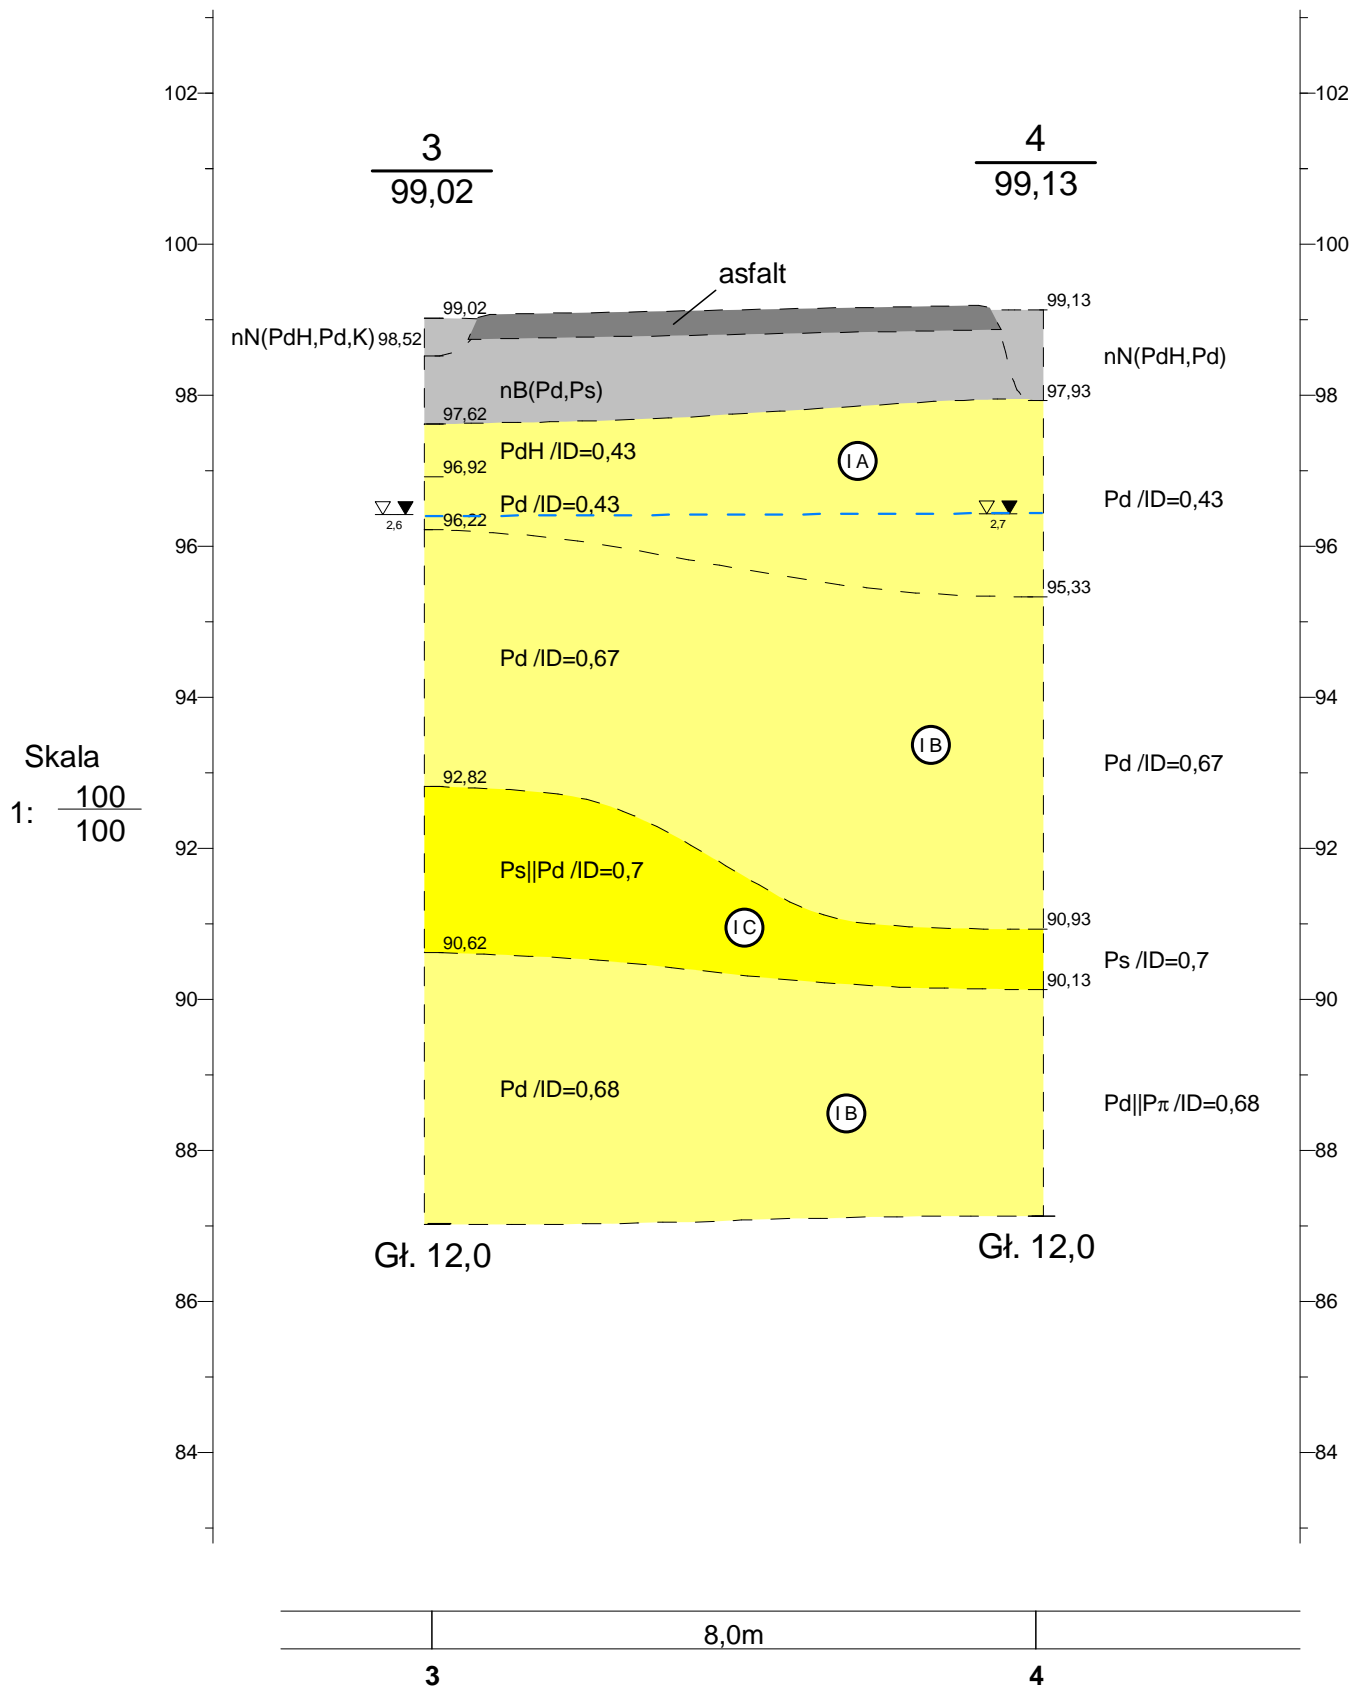 102
102
3
99,02
4
99,13
100
100
asfalt
99,02
99,13
nN(PdH,Pd,K)
98,52
nN(PdH,Pd)
nB(Pd,Ps)
98
98
97,93
97,62
PdH /ID=0,43
I A
96,92
Pd /ID=0,43
Pd /ID=0,43
2,6
96,22
2,7
96
96
95,33
Pd /ID=0,67
94
94
I B
Skala
1: 100
100
92,82
Pd /ID=0,67
92
92
Ps||Pd /ID=0,7
I C
90,93
90,62
Ps /ID=0,7
90,13
90
90
Pd /ID=0,68
I B
Pd||Pπ /ID=0,68
88
88
Gł. 12,0
Gł. 12,0
86
86
84
84
8,0m
3
4